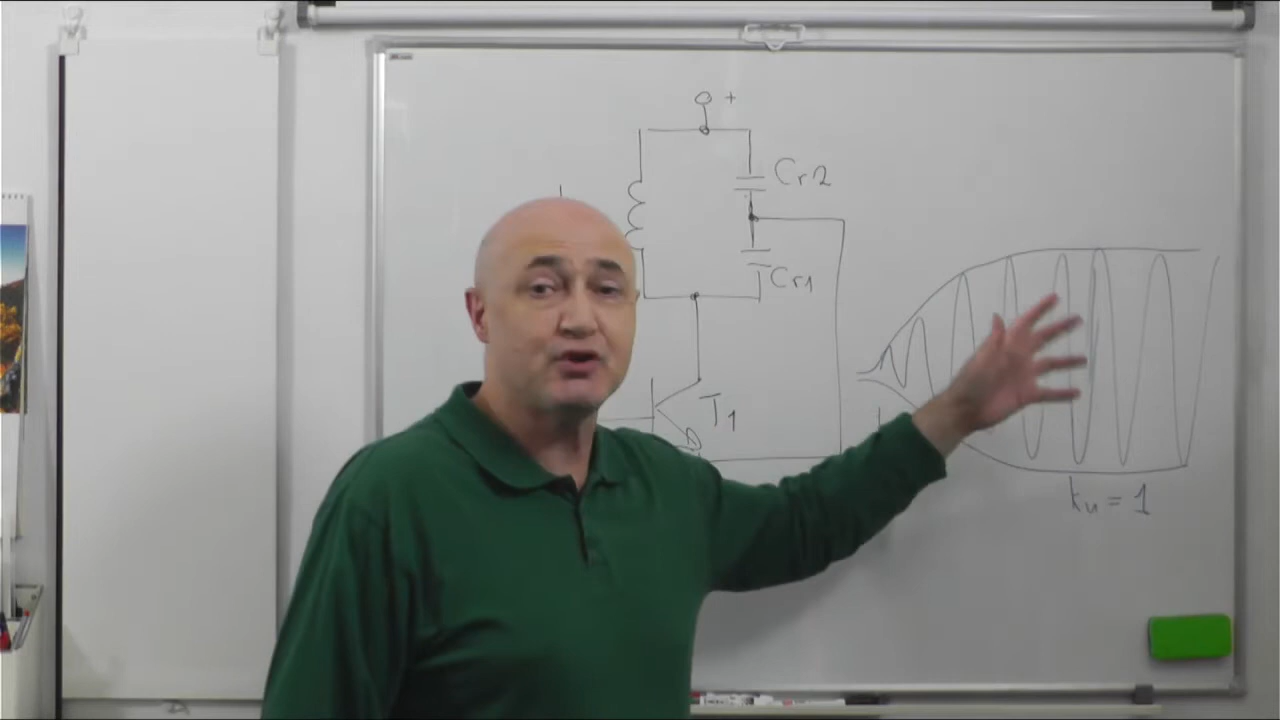 +
Cr2
Cr1
T1
ku = 1